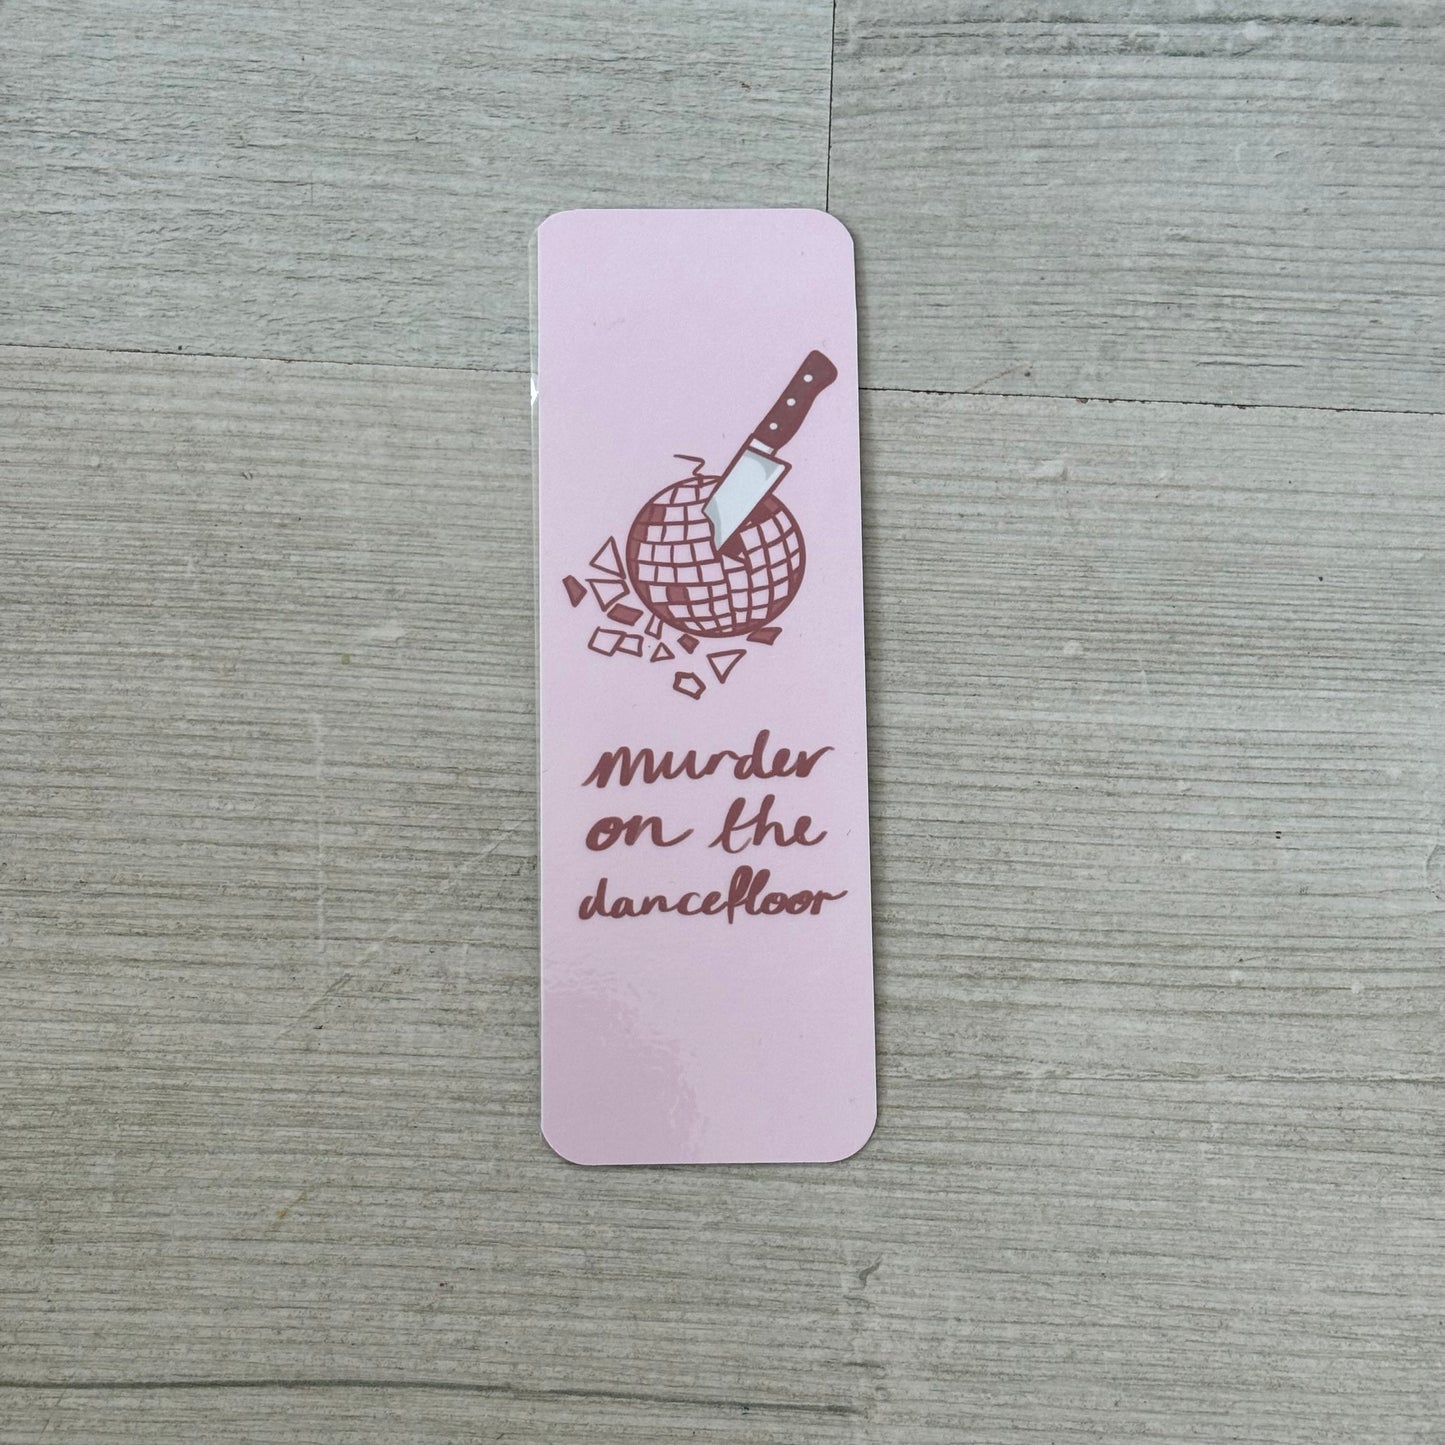 murder
on the
dancefloor